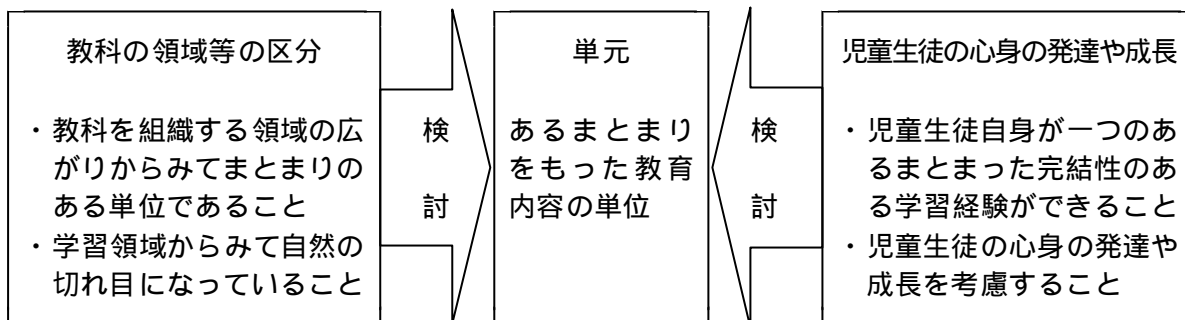 教科の領域等の区分
・教科を組織する領域の広
がりからみてまとまりの
ある単位であること
・学習領域からみて自然の
切れ目になっていること
検
討
単元
あるまとまり
をもった教育
内容の単位
検
討
児童生徒の心身の発達や成長
・児童生徒自身が一つのあ
るまとまった完結性のあ
る学習経験ができること
・児童生徒の心身の発達や
成長を考慮すること